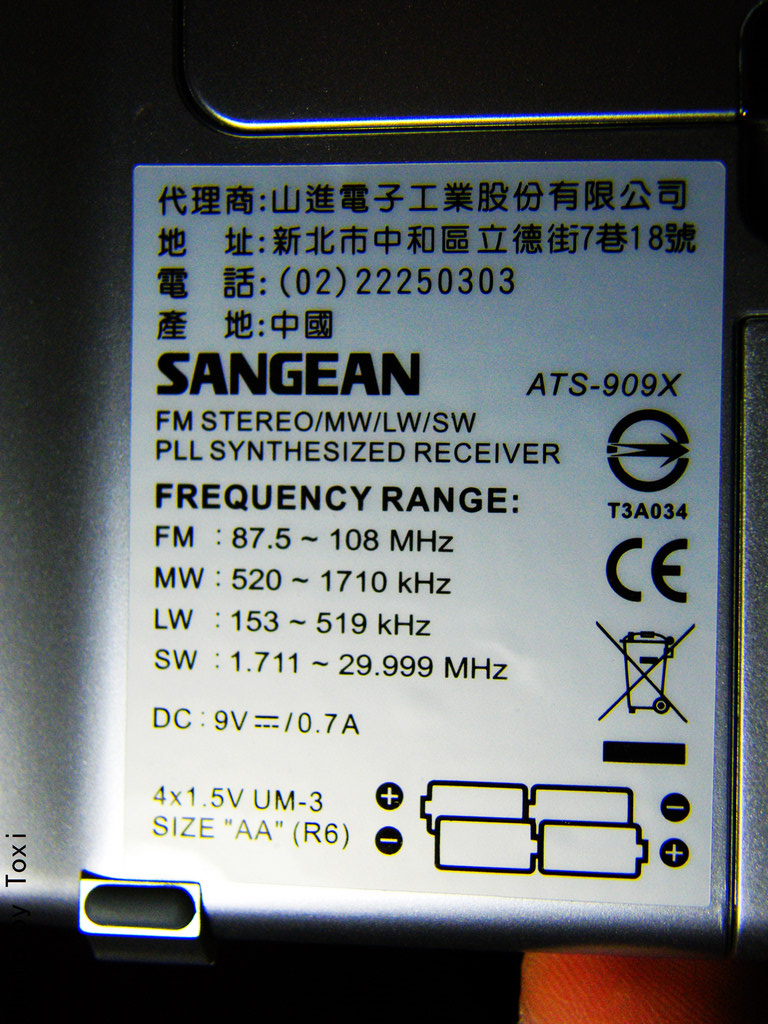 代理商:山進電子工業股份有限公司
地 址:新北市中和區立德街7巷18號
電 話:(02)22250303
產 地:中國
SANGEAN ATS-909X
FM STEREO/MW/LW/SW
PLL SYNTHESIZED RECEIVER
T3A034
FREQUENCY RANGE:
FM : 87.5 ~ 108 MHz
MW : 520 ~ 1710 kHz
LW : 153 ~ 519 kHz
SW : 1.711 ~ 29.999 MHz
CE
DC : 9V⎓/0.7A
4x1.5V UM-3
SIZE "AA" (R6)
by Toxi